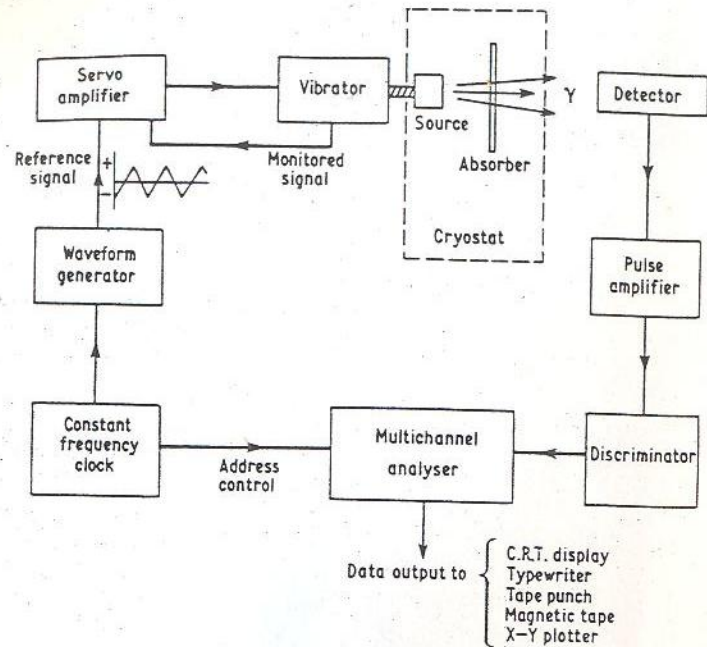 Servo
amplifier
Vibrator
Source
γ
Detector
Absorber
Reference
signal
+
−
Monitored
signal
Cryostat
Waveform
generator
Pulse
amplifier
Constant
frequency
clock
Address
control
Multichannel
analyser
Discriminator
Data output to
C.R.T. display
Typewriter
Tape punch
Magnetic tape
X–Y plotter